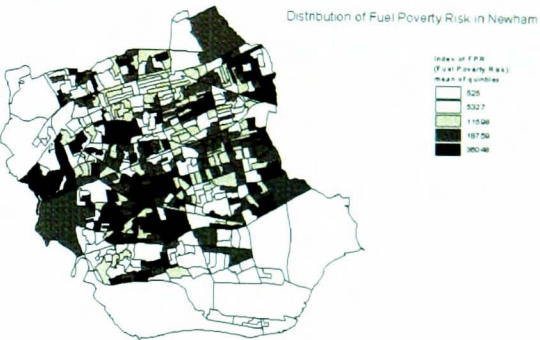 Distribution of Fuel Poverty Risk in Newham
Index of FPR
(Fuel Poverty Risk)
mean of quintiles
525
5327
11598
18759
36048